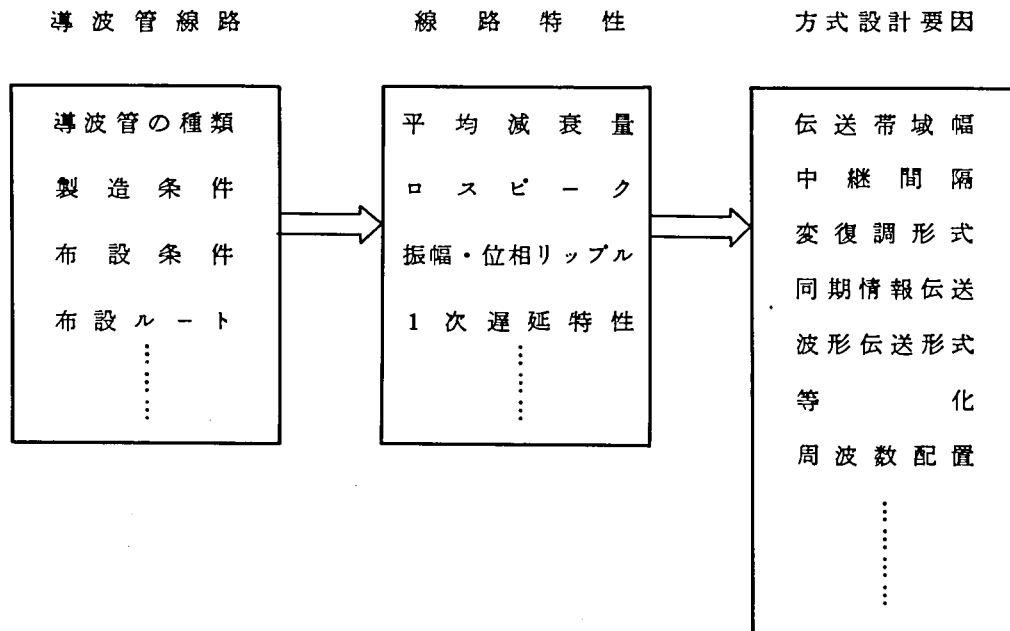 導波管線路
線路特性
方式設計要因
導波管の種類
製造条件
布設条件
布設ルート
平均減衰量
ロスピーク
振幅・位相リップル
1次遅延特性
伝送帯域幅
中継間隔
変復調形式
同期情報伝送
波形伝送形式
等化
周波数配置